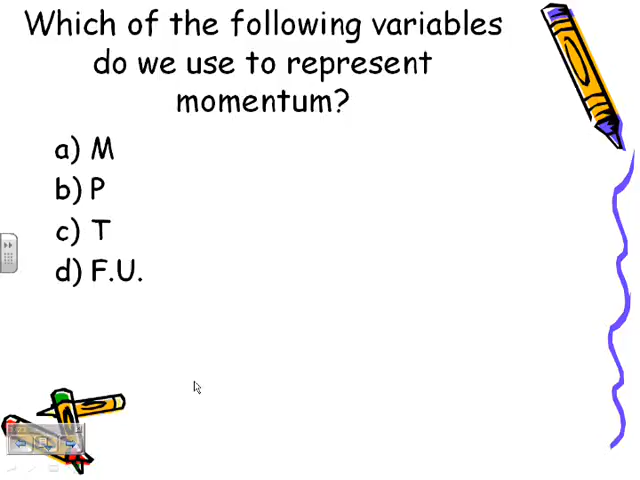 Which of the following variables
do we use to represent
momentum?
a) M
b) P
c) T
d) F.U.